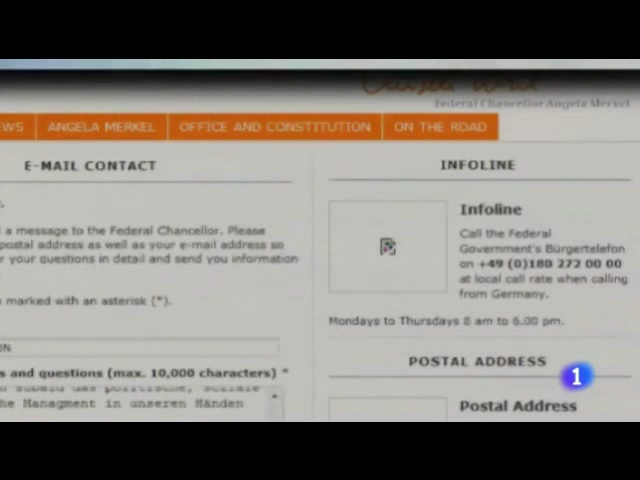 Federal Chancellor Angela Merkel
EWS
ANGELA MERKEL
OFFICE AND CONSTITUTION
ON THE ROAD
E-MAIL CONTACT
a message to the Federal Chancellor. Please
postal address as well as your e-mail address so
your questions in detail and send you information
marked with an asterisk (*).
ON
s and questions (max. 10,000 characters) *
das politische, soziale
he Managment in unseren Händen
INFOLINE
Infoline
Call the Federal
Government's Bürgertelefon
on +49 (0)180 272 00 00
at local call rate when calling
from Germany.
Mondays to Thursdays 8 am to 6.00 pm.
POSTAL ADDRESS
1
Postal Address